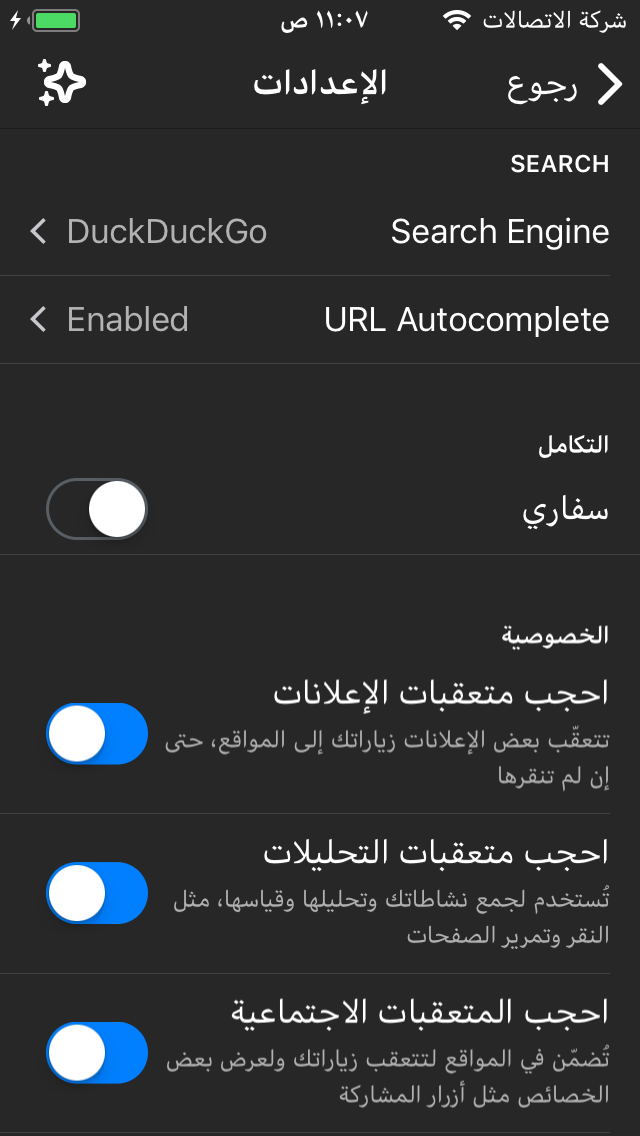 شركة الاتصالات ١١:٠٧ ص
رجوع الإعدادات
SEARCH
Search Engine DuckDuckGo
URL Autocomplete Enabled
التكامل
سفاري
الخصوصية
احجب متعقبات الإعلانات
تتعقّب بعض الإعلانات زياراتك إلى المواقع، حتى
إن لم تنقرها
احجب متعقبات التحليلات
تُستخدم لجمع نشاطاتك وتحليلها وقياسها، مثل
النقر وتمرير الصفحات
احجب المتعقبات الاجتماعية
تُضمّن في المواقع لتتعقب زياراتك ولعرض بعض
الخصائص مثل أزرار المشاركة